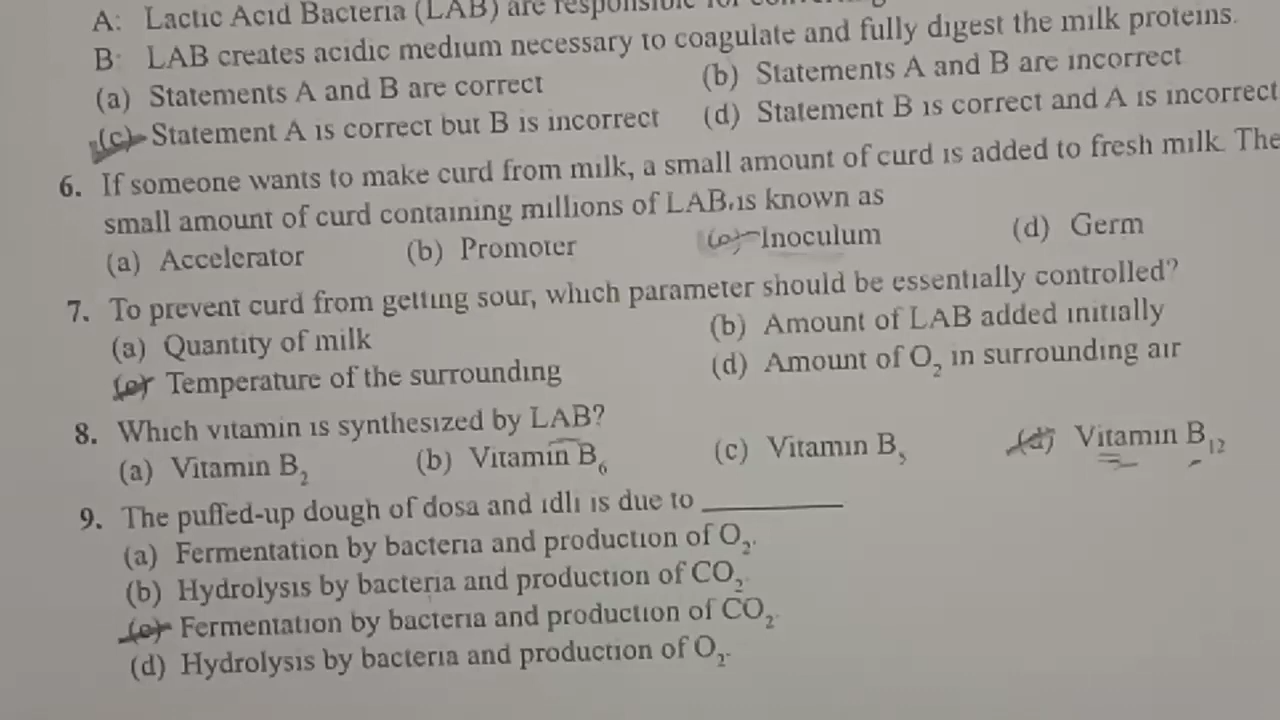 A: Lactic Acid Bacteria (LAB) are responsible for
B: LAB creates acidic medium necessary to coagulate and fully digest the milk proteins.
(a) Statements A and B are correct (b) Statements A and B are incorrect
(c) Statement A is correct but B is incorrect (d) Statement B is correct and A is incorrect
6. If someone wants to make curd from milk, a small amount of curd is added to fresh milk. The
small amount of curd containing millions of LAB is known as
(a) Accelerator (b) Promoter (c) Inoculum (d) Germ
7. To prevent curd from getting sour, which parameter should be essentially controlled?
(a) Quantity of milk (b) Amount of LAB added initially
(c) Temperature of the surrounding (d) Amount of O₂ in surrounding air
8. Which vitamin is synthesized by LAB?
(a) Vitamin B₂ (b) Vitamin B₆ (c) Vitamin B₅ (d) Vitamin B₁₂
9. The puffed-up dough of dosa and idli is due to ________
(a) Fermentation by bacteria and production of O₂.
(b) Hydrolysis by bacteria and production of CO₂.
(c) Fermentation by bacteria and production of CO₂.
(d) Hydrolysis by bacteria and production of O₂.